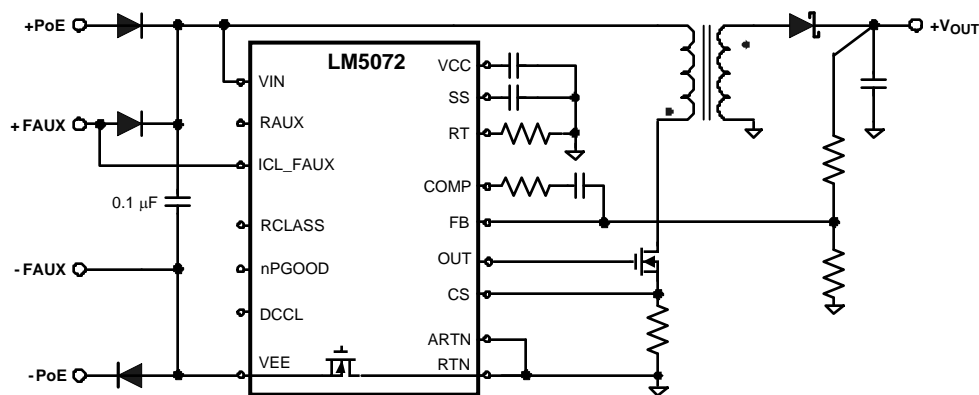 +PoE
+V_OUT
LM5072
VIN
VCC
RAUX
SS
+FAUX
RT
ICL_FAUX
COMP
0.1 µF
RCLASS
FB
-FAUX
nPGOOD
OUT
DCCL
CS
ARTN
-PoE
VEE
RTN